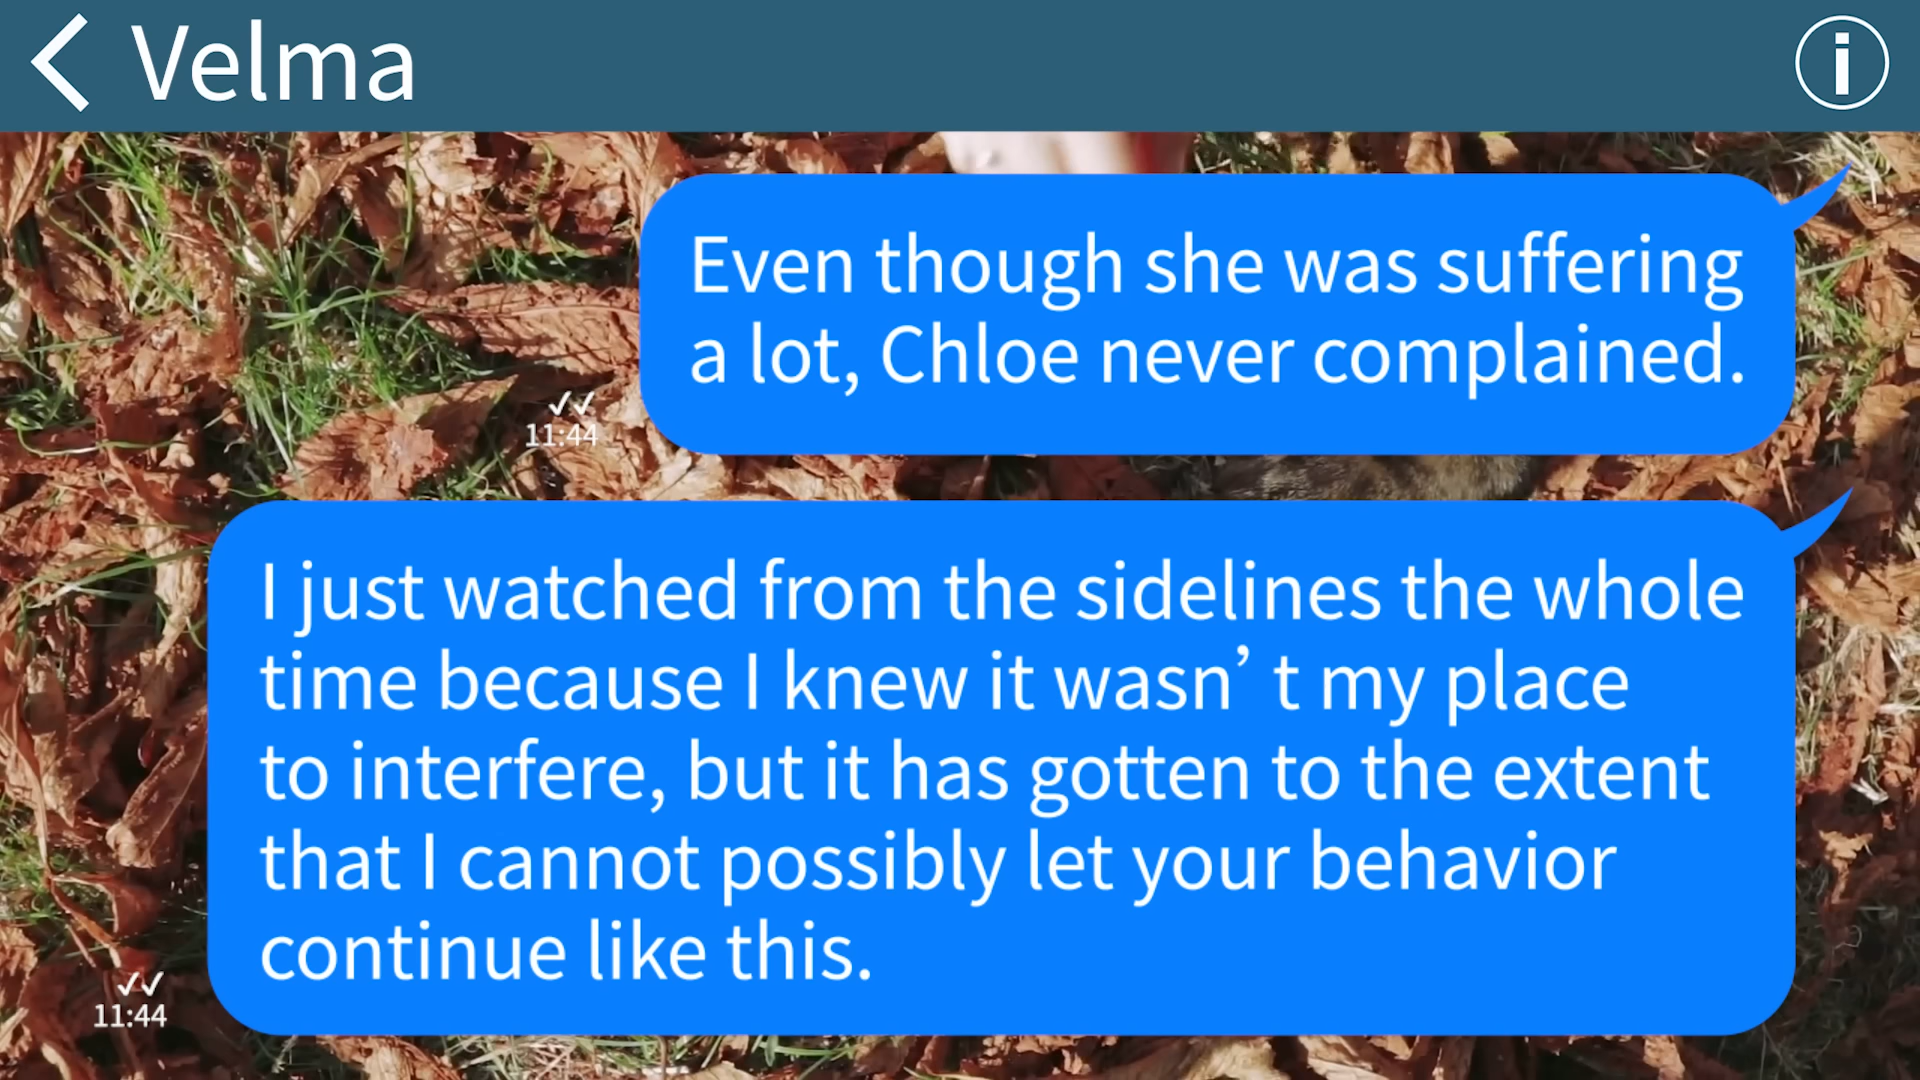 Velma
Even though she was suffering
a lot, Chloe never complained.
✓✓
11:44
I just watched from the sidelines the whole
time because I knew it wasn’ t my place
to interfere, but it has gotten to the extent
that I cannot possibly let your behavior
continue like this.
✓✓
11:44